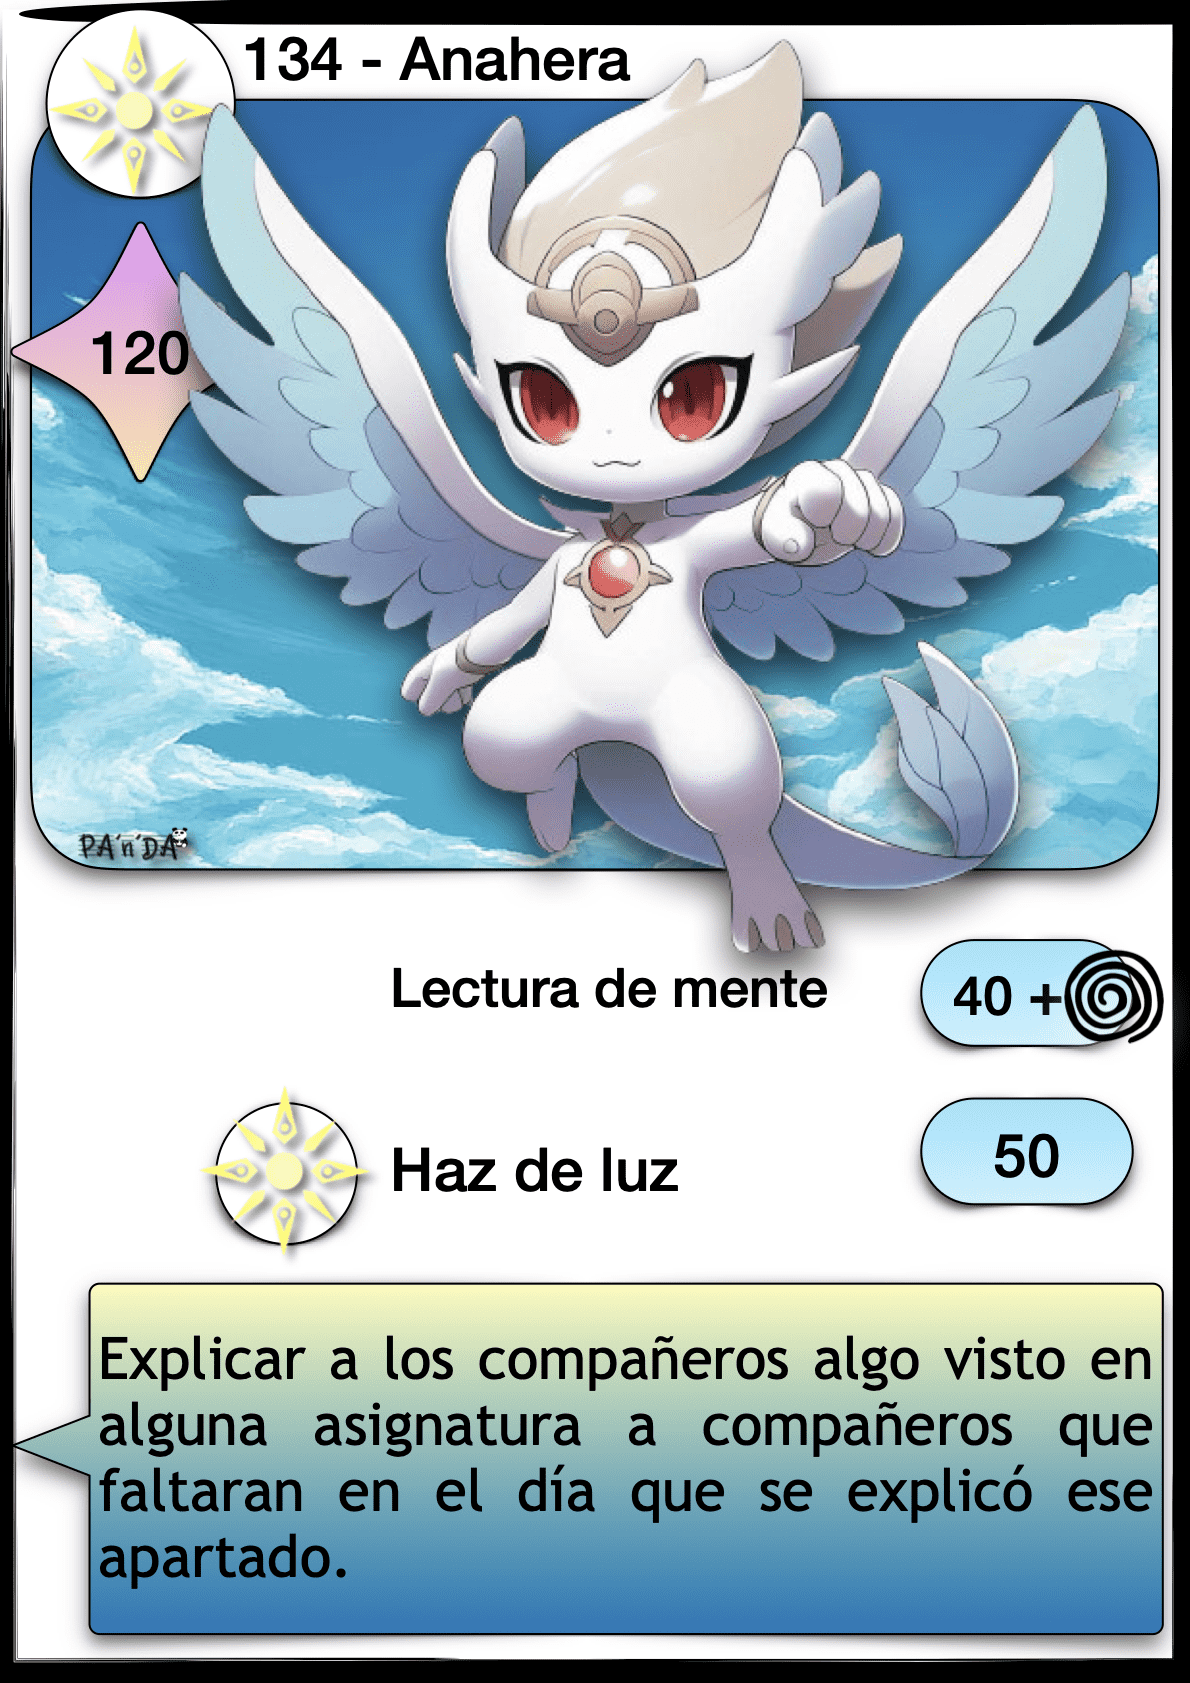 134 - Anahera
120
PA'n'DA
Lectura de mente
40 +
Haz de luz
50
Explicar a los compañeros algo visto en
alguna asignatura a compañeros que
faltaran en el día que se explicó ese
apartado.